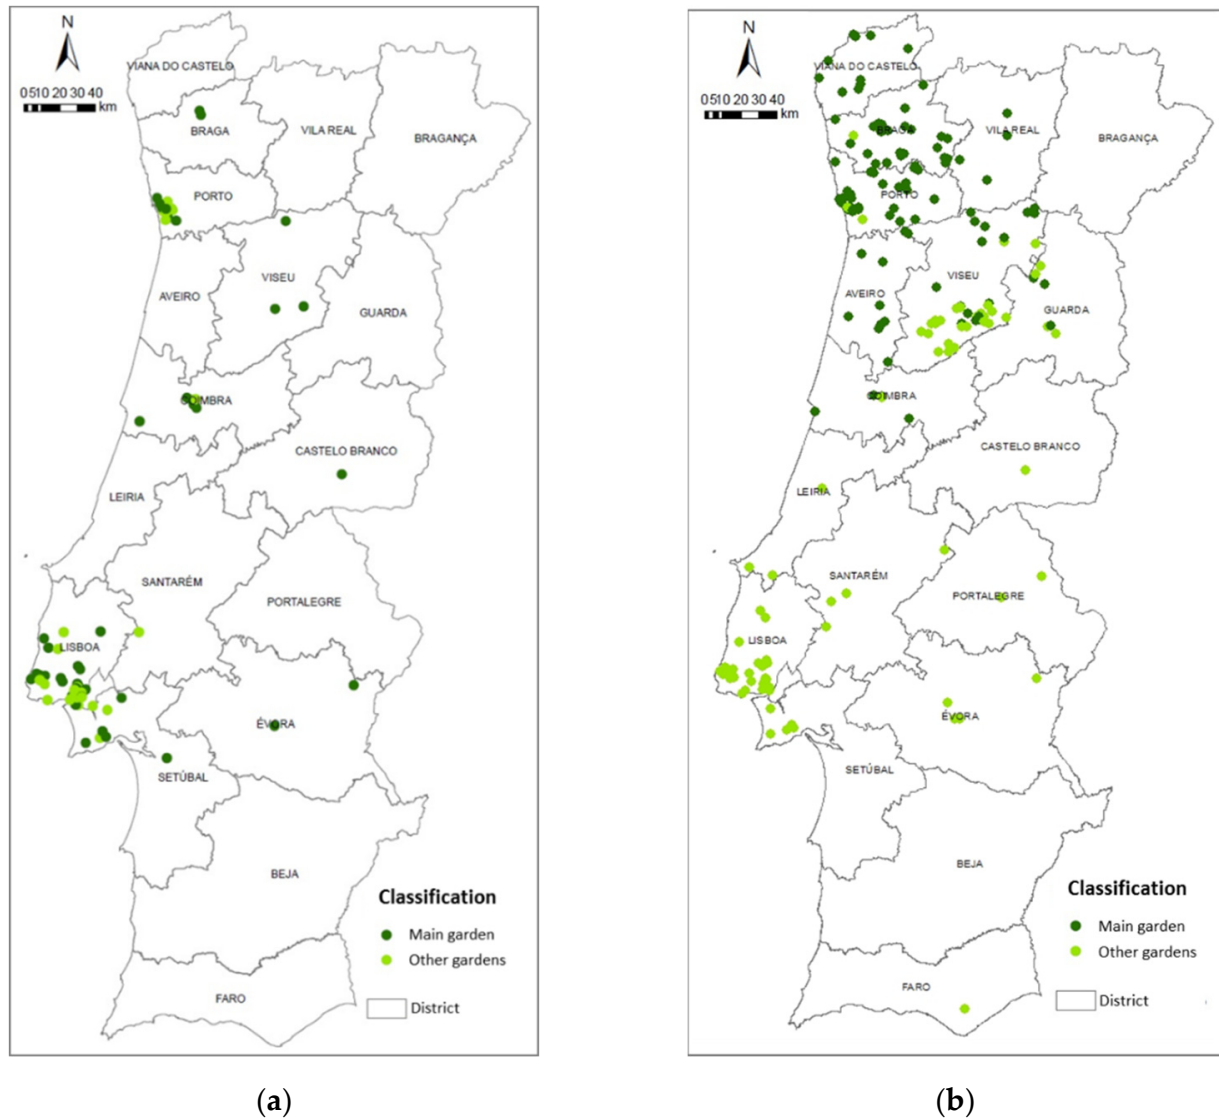 N
0510 20 30 40
km
VIANA DO CASTELO
BRAGA
VILA REAL
BRAGANÇA
PORTO
VISEU
AVEIRO
GUARDA
COIMBRA
CASTELO BRANCO
LEIRIA
SANTARÉM
PORTALEGRE
LISBOA
ÉVORA
SETÚBAL
BEJA
FARO
Classification
Main garden
Other gardens
District
(a)
N
0510 20 30 40
km
VIANA DO CASTELO
BRAGA
VILA REAL
BRAGANÇA
PORTO
VISEU
AVEIRO
GUARDA
COIMBRA
CASTELO BRANCO
LEIRIA
SANTARÉM
PORTALEGRE
LISBOA
ÉVORA
SETÚBAL
BEJA
FARO
Classification
Main garden
Other gardens
District
(b)